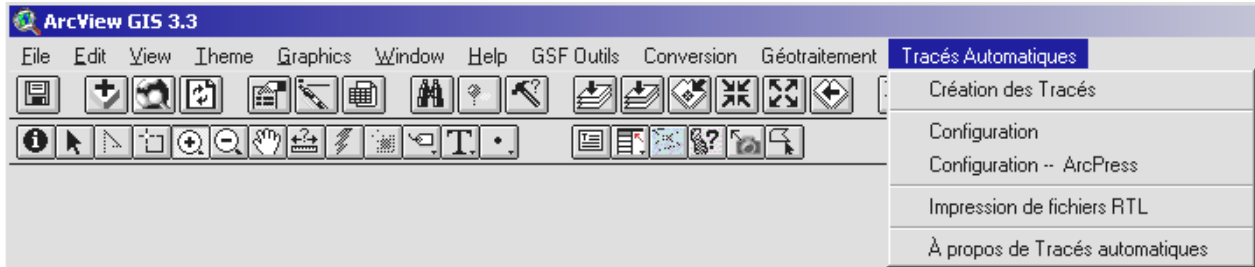 ArcView GIS 3.3
File Edit View Theme Graphics Window Help GSF Outils Conversion Géotraitement Tracés Automatiques
Création des Tracés
Configuration
Configuration -- ArcPress
Impression de fichiers RTL
À propos de Tracés automatiques